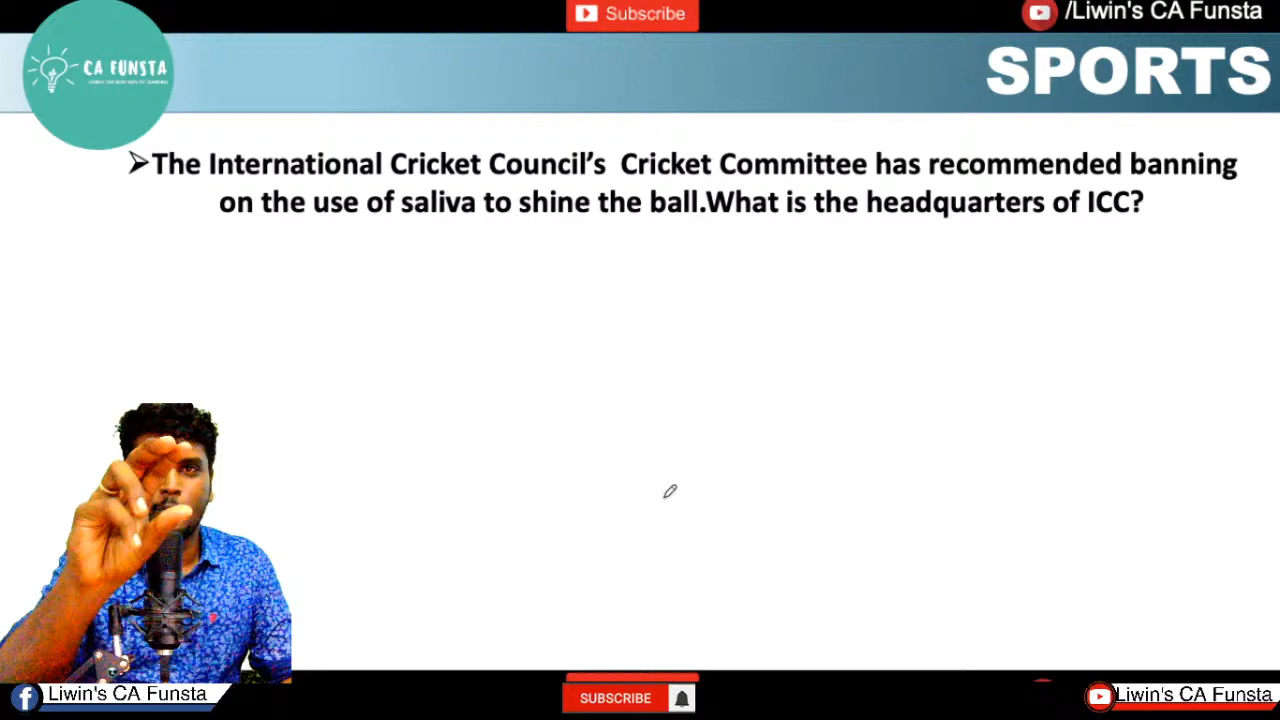 Subscribe
/Liwin's CA Funsta
CA FUNSTA
SPORTS
➢The International Cricket Council’s  Cricket Committee has recommended banning
on the use of saliva to shine the ball.What is the headquarters of ICC?
Liwin's CA Funsta
SUBSCRIBE
Liwin's CA Funsta